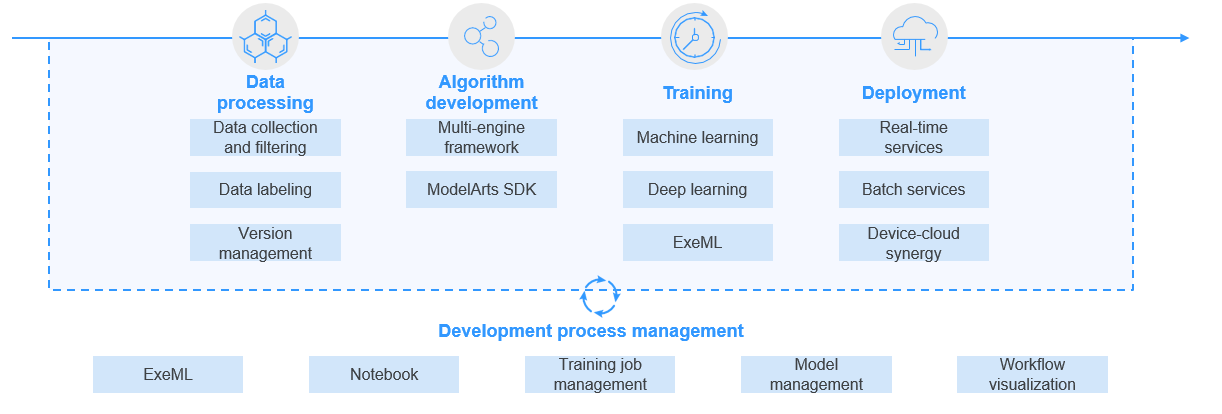 Data
processing
Algorithm
development
Training
Deployment
Data collection
and filtering
Multi-engine
framework
Machine learning
Real-time
services
Data labeling
ModelArts SDK
Deep learning
Batch services
Version
management
ExeML
Device-cloud
synergy
Development process management
ExeML
Notebook
Training job
management
Model
management
Workflow
visualization